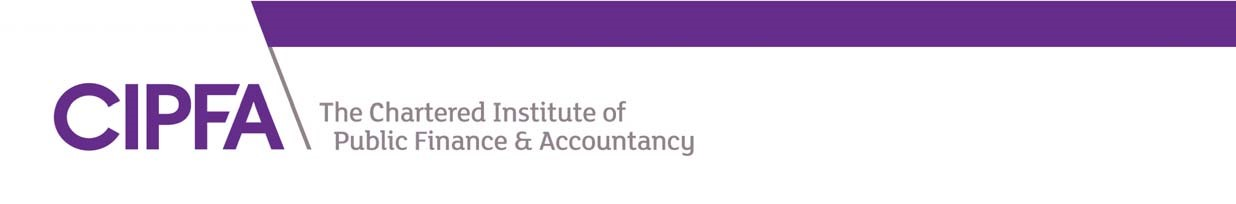 CIPFA
The Chartered Institute of
Public Finance & Accountancy